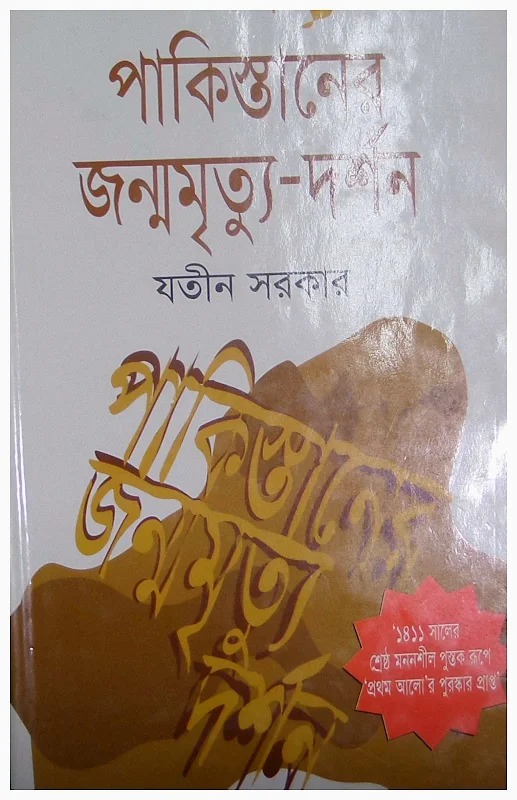 পাকিস্তানের
জন্মমৃত্যু-দর্শন
যতীন সরকার
পাকিস্তানের
জন্মমৃত্যু
দর্শন
'১৪১১ সালের
শ্রেষ্ঠ মননশীল পুস্তক রূপে
'প্রথম আলো'র পুরস্কার প্রাপ্ত'